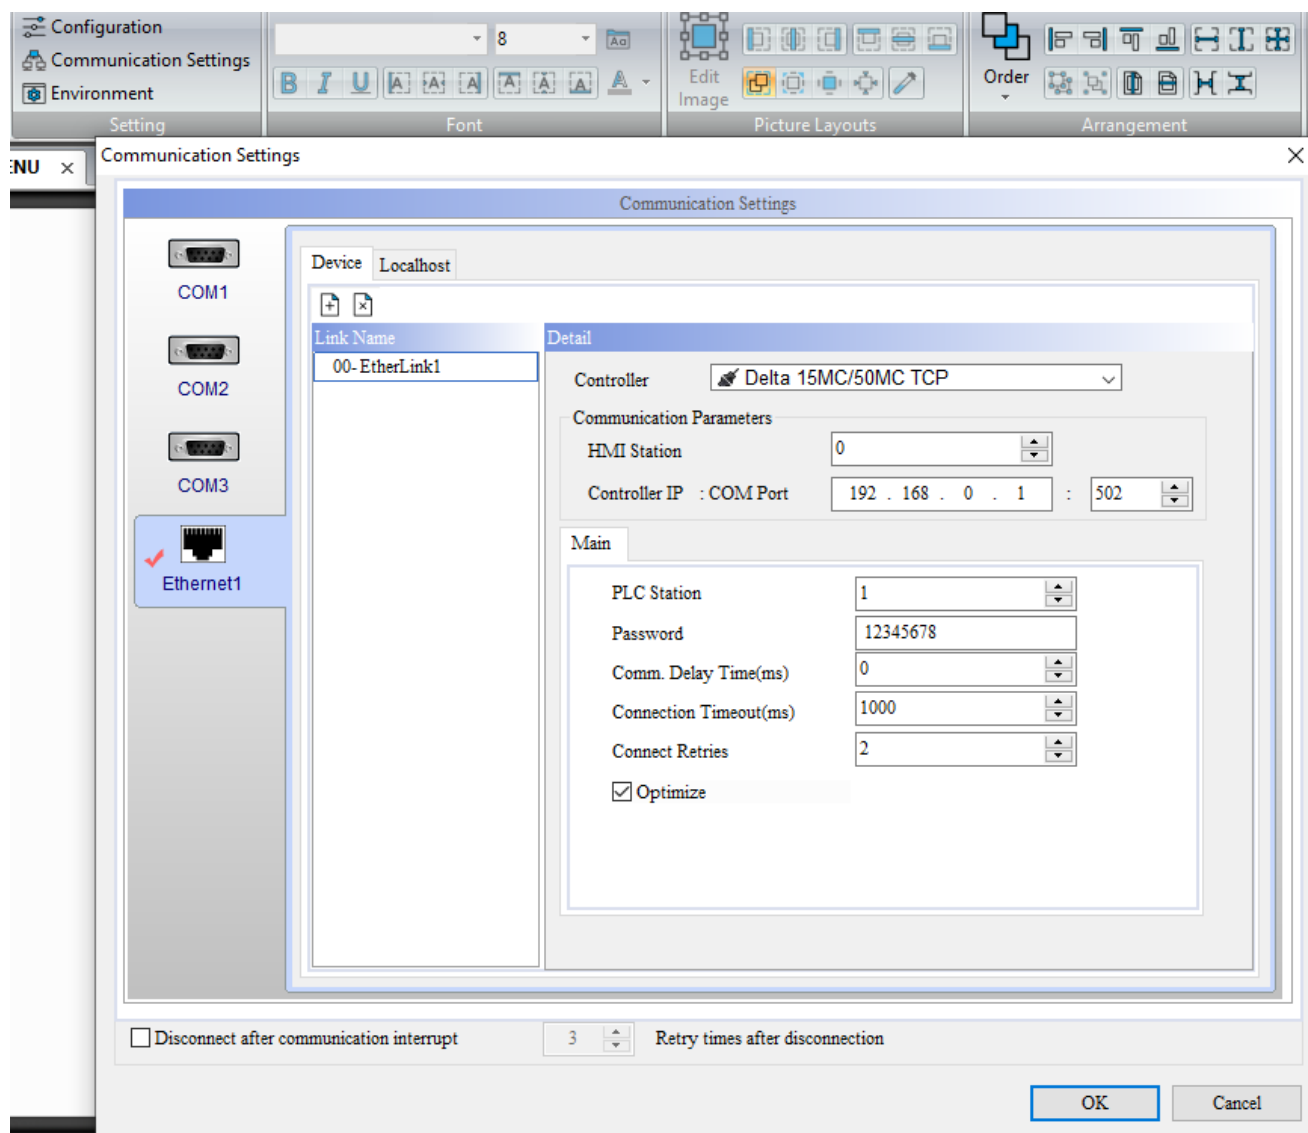 Configuration
Communication Settings
Environment
Setting
8
Aa
B I U A A A A A A A
Font
Edit
Image
Picture Layouts
Order
Arrangement
ENU
Communication Settings
Communication Settings
COM1
COM2
COM3
Ethernet1
Device
Localhost
Link Name
00- EtherLink1
Detail
Controller Delta 15MC/50MC TCP
Communication Parameters
HMI Station 0
Controller IP : COM Port 192 . 168 . 0 . 1 : 502
Main
PLC Station 1
Password 12345678
Comm. Delay Time(ms) 0
Connection Timeout(ms) 1000
Connect Retries 2
Optimize
Disconnect after communication interrupt 3 Retry times after disconnection
OK Cancel